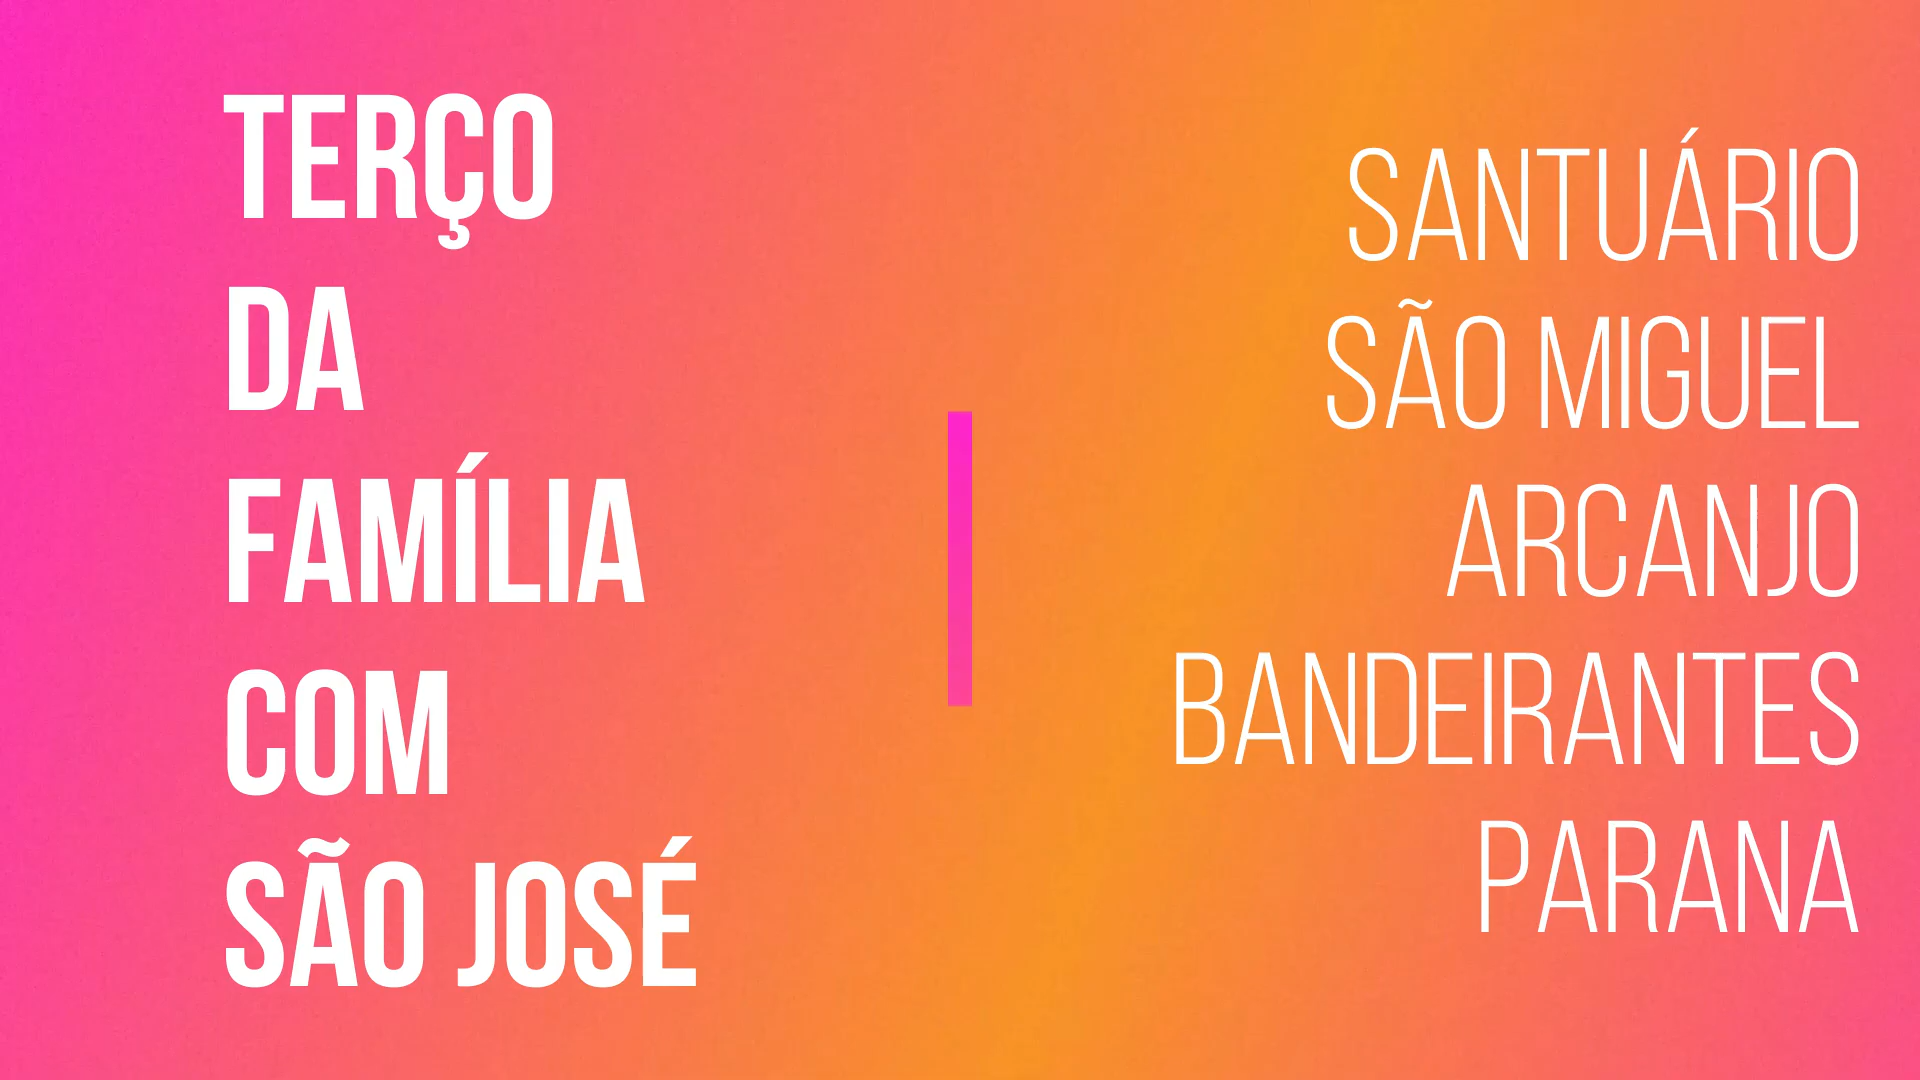 TERÇO
DA
FAMÍLIA
COM
SÃO JOSÉ
SANTUÁRIO
SÃO MIGUEL
ARCANJO
BANDEIRANTES
PARANA